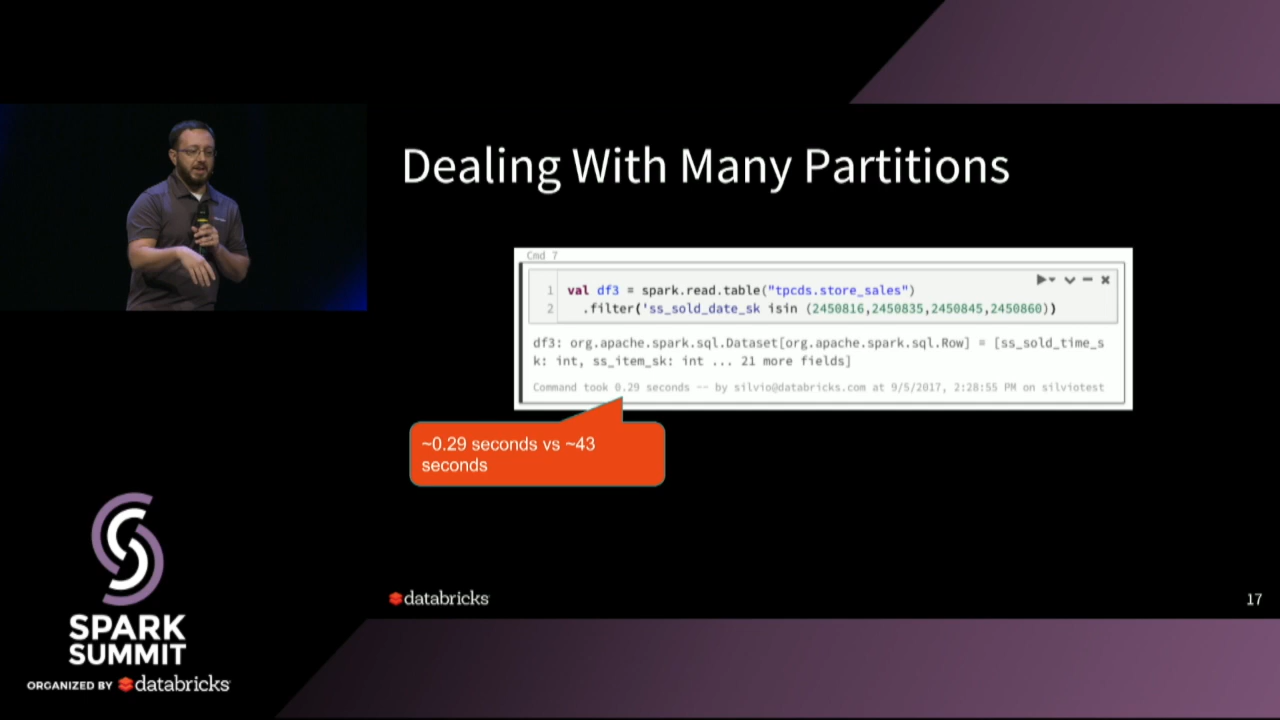 Dealing With Many Partitions
Cmd 7
1 val df3 = spark.read.table("tpcds.store_sales")
2 .filter('ss_sold_date_sk isin (2450816,2450835,2450845,2450860))
df3: org.apache.spark.sql.Dataset[org.apache.spark.sql.Row] = [ss_sold_time_s
k: int, ss_item_sk: int ... 21 more fields]
Command took 0.29 seconds -- by silvio@databricks.com at 9/5/2017, 2:28:55 PM on silviotest
~0.29 seconds vs ~43
seconds
databricks
17
SPARK
SUMMIT
ORGANIZED BY databricks